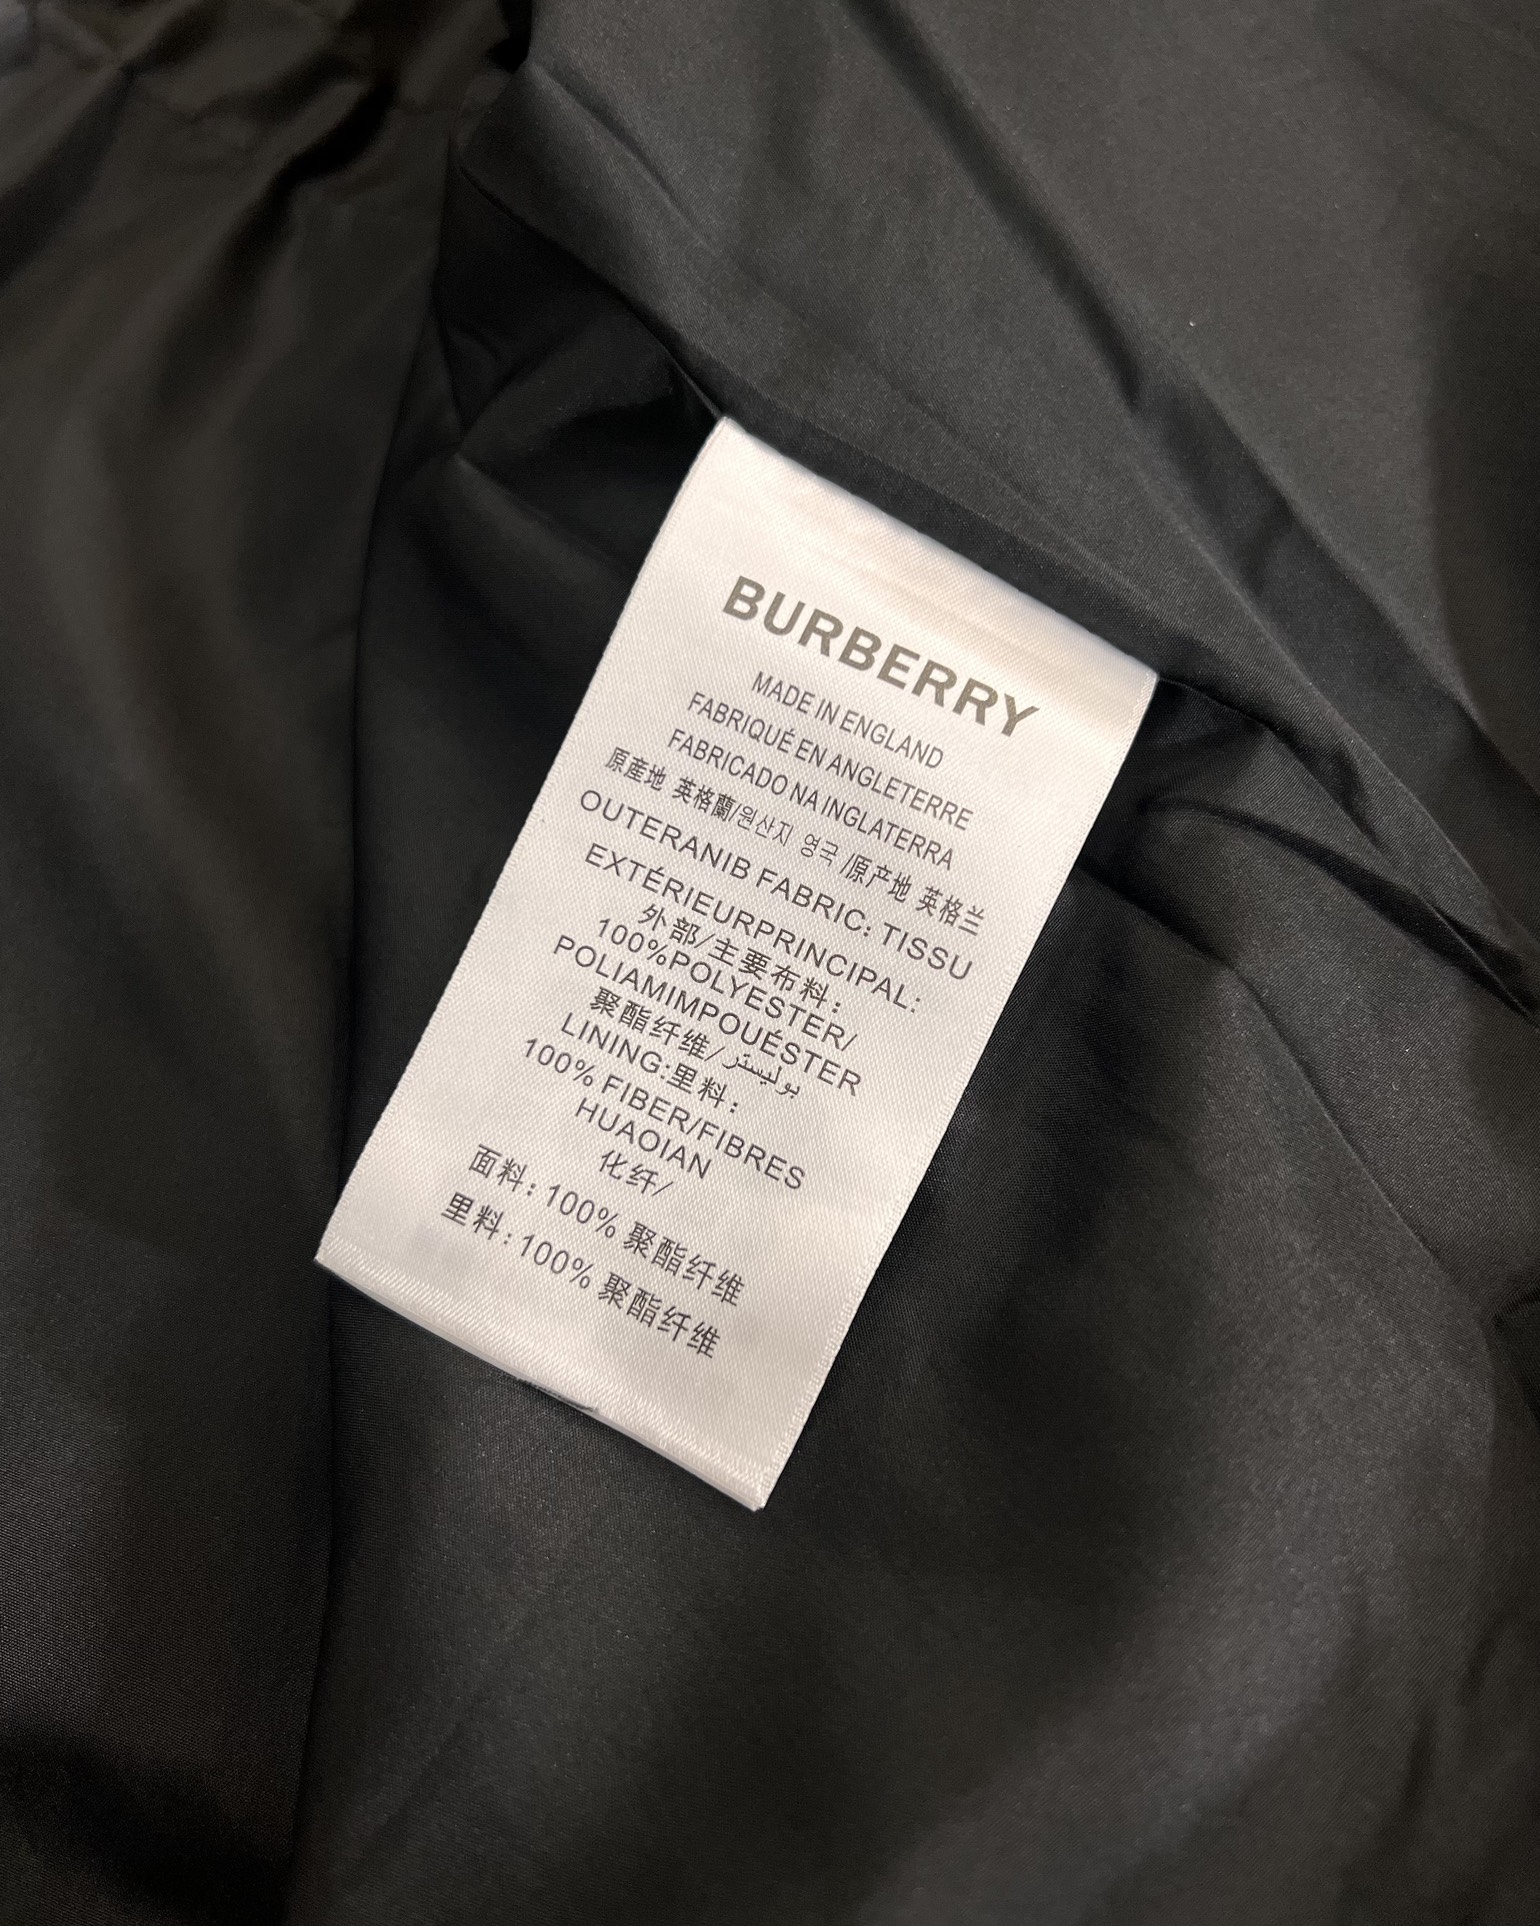 BURBERRY
MADE IN ENGLAND
FABRIQUÉ EN ANGLETERRE
FABRICADO NA INGLATERRA
原產地 英格蘭/원산지 영국 /原产地 英格兰
OUTERANIB FABRIC: TISSU
EXTÉRIEURPRINCIPAL:
外部/主要布料:
100%POLYESTER/
POLIAMIMPOUÉSTER
聚酯纤维/بوليستر
LINING:里料:
100% FIBER/FIBRES
HUAOIAN
化纤/
面料: 100% 聚酯纤维
里料: 100% 聚酯纤维